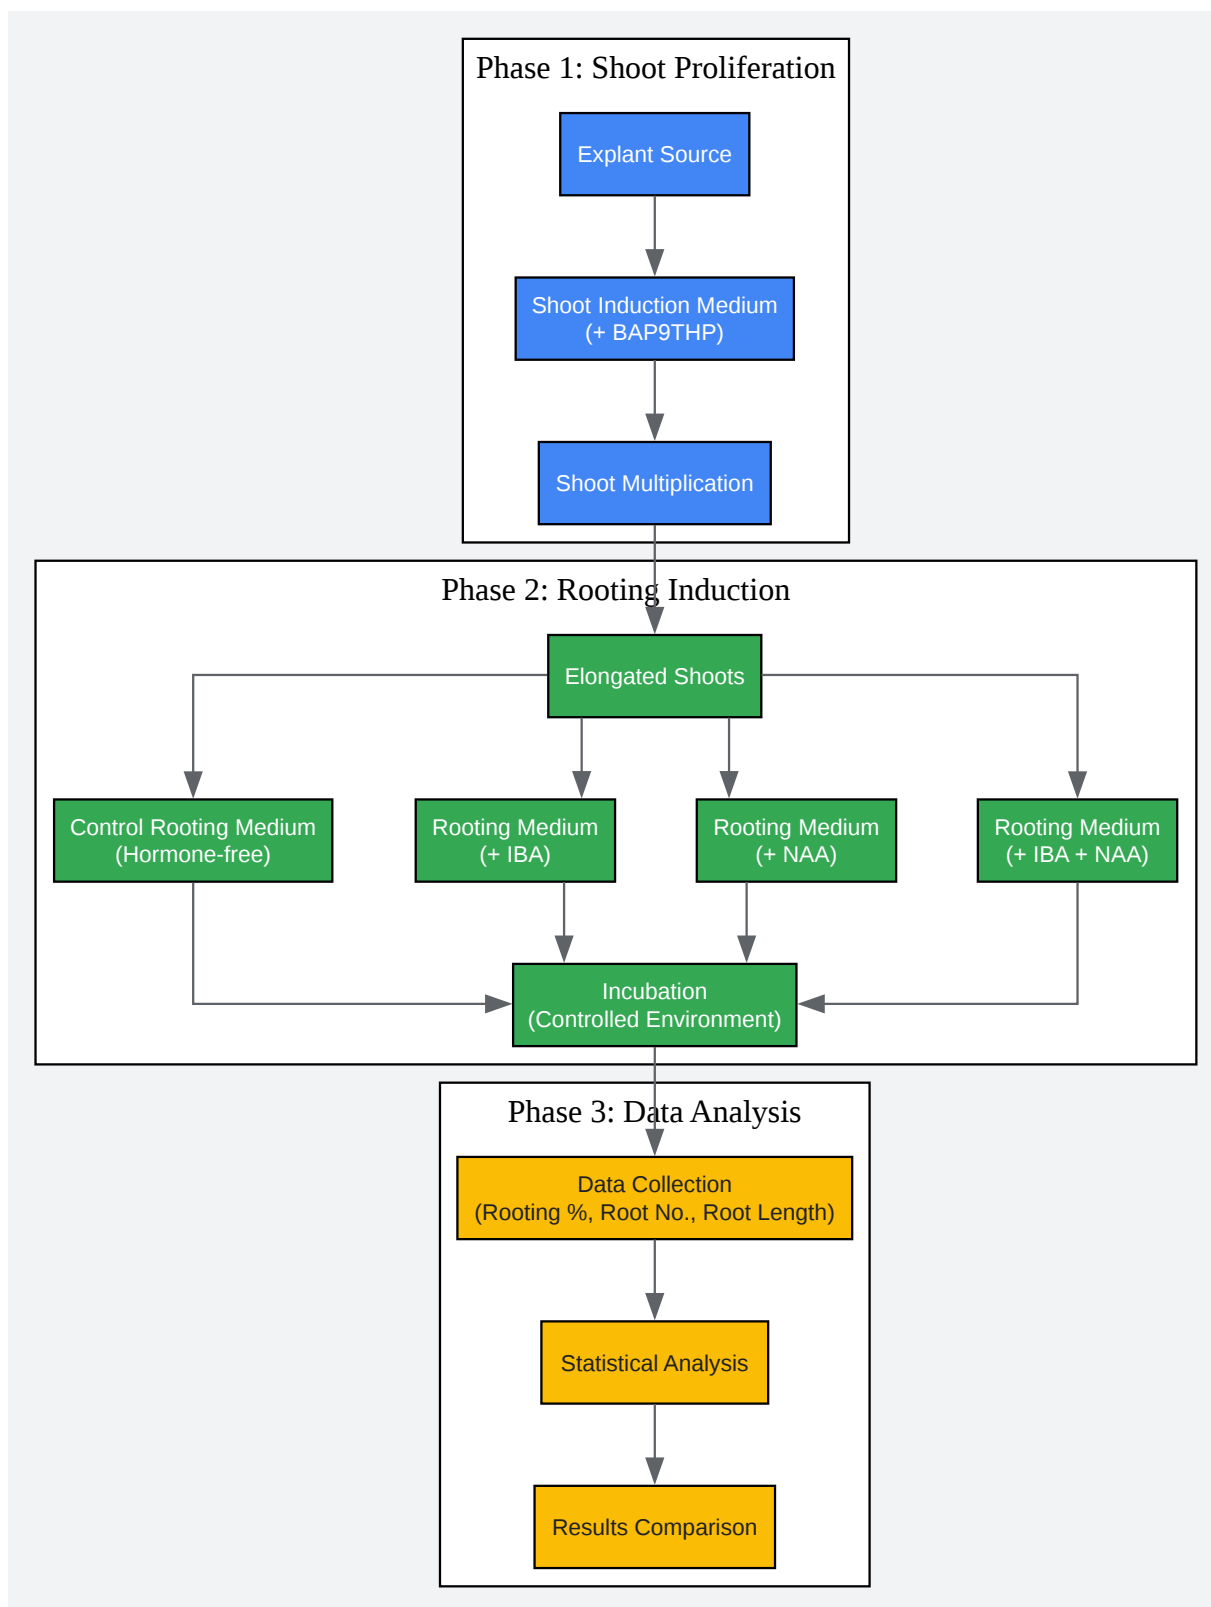 Phase 1: Shoot Proliferation
Explant Source
Shoot Induction Medium
(+ BAP9THP)
Shoot Multiplication
Phase 2: Rooting Induction
Elongated Shoots
Control Rooting Medium
(Hormone-free)
Rooting Medium
(+ IBA)
Rooting Medium
(+ NAA)
Rooting Medium
(+ IBA + NAA)
Incubation
(Controlled Environment)
Phase 3: Data Analysis
Data Collection
(Rooting %, Root No., Root Length)
Statistical Analysis
Results Comparison